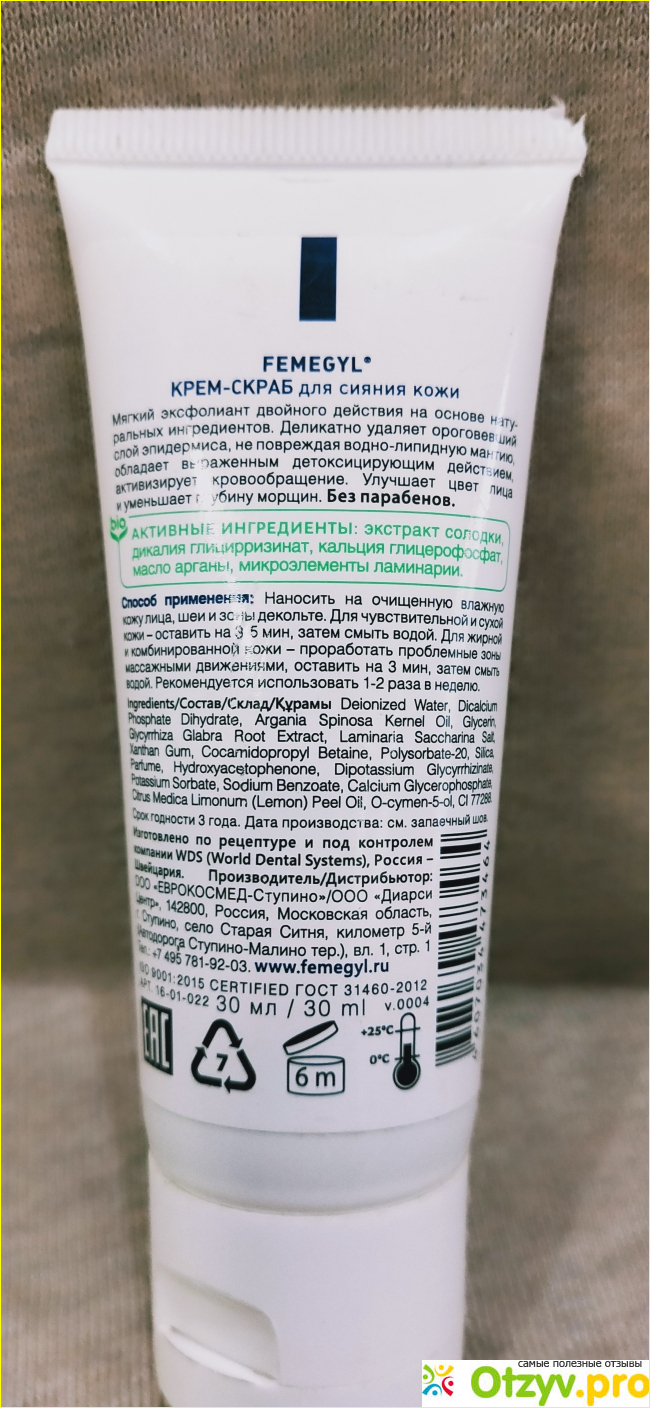 FEMEGYL®
КРЕМ-СКРАБ для сияния кожи
Мягкий эксфолиант двойного действия на основе нату-
ральных ингредиентов. Деликатно удаляет ороговевший
слой эпидермиса, не повреждая водно-липидную мантию,
обладает выраженным детоксицирующим действием,
активизирует кровообращение. Улучшает цвет лица
и уменьшает глубину морщин. Без парабенов.
bio
АКТИВНЫЕ ИНГРЕДИЕНТЫ: экстракт солодки,
дикалия глицирризинат, кальция глицерофосфат,
масло арганы, микроэлементы ламинарии.
Способ применения: Наносить на очищенную влажную
кожу лица, шеи и зоны декольте. Для чувствительной и сухой
кожи – оставить на 3-5 мин, затем смыть водой. Для жирной
и комбинированной кожи – проработать проблемные зоны
массажными движениями, оставить на 3 мин, затем смыть
водой. Рекомендуется использовать 1-2 раза в неделю.
Ingredients/Состав/Склад/Құрамы Deionized Water, Dicalcium
Phosphate Dihydrate, Argania Spinosa Kernel Oil, Glycerin,
Glycyrrhiza Glabra Root Extract, Laminaria Saccharina Salt,
Xanthan Gum, Cocamidopropyl Betaine, Polysorbate-20, Silica,
Parfume, Hydroxyacetophenone, Dipotassium Glycyrrhizinate,
Potassium Sorbate, Sodium Benzoate, Calcium Glycerophosphate,
Citrus Medica Limonum (Lemon) Peel Oil, O-cymen-5-ol, CI 77288.
Срок годности 3 года. Дата производства: см. запаечный шов.
Изготовлено по рецептуре и под контролем
компании WDS (World Dental Systems), Россия –
Швейцария. Производитель/Дистрибьютор:
ООО «ЕВРОКОСМЕД-Ступино»/ООО «Диарси
Центр», 142800, Россия, Московская область,
г. Ступино, село Старая Ситня, километр 5-й
(Автодорога Ступино-Малино тер.), вл. 1, стр. 1
Тел.: +7 495 781-92-03. www.femegyl.ru
ISO 9001:2015 CERTIFIED ГОСТ 31460-2012
АРТ. 16-01-022 30 мл / 30 ml v.0004
EAC
7
6 m
+25°C
0°C
4607034473464
самые полезные отзывы
Otzyv.pro